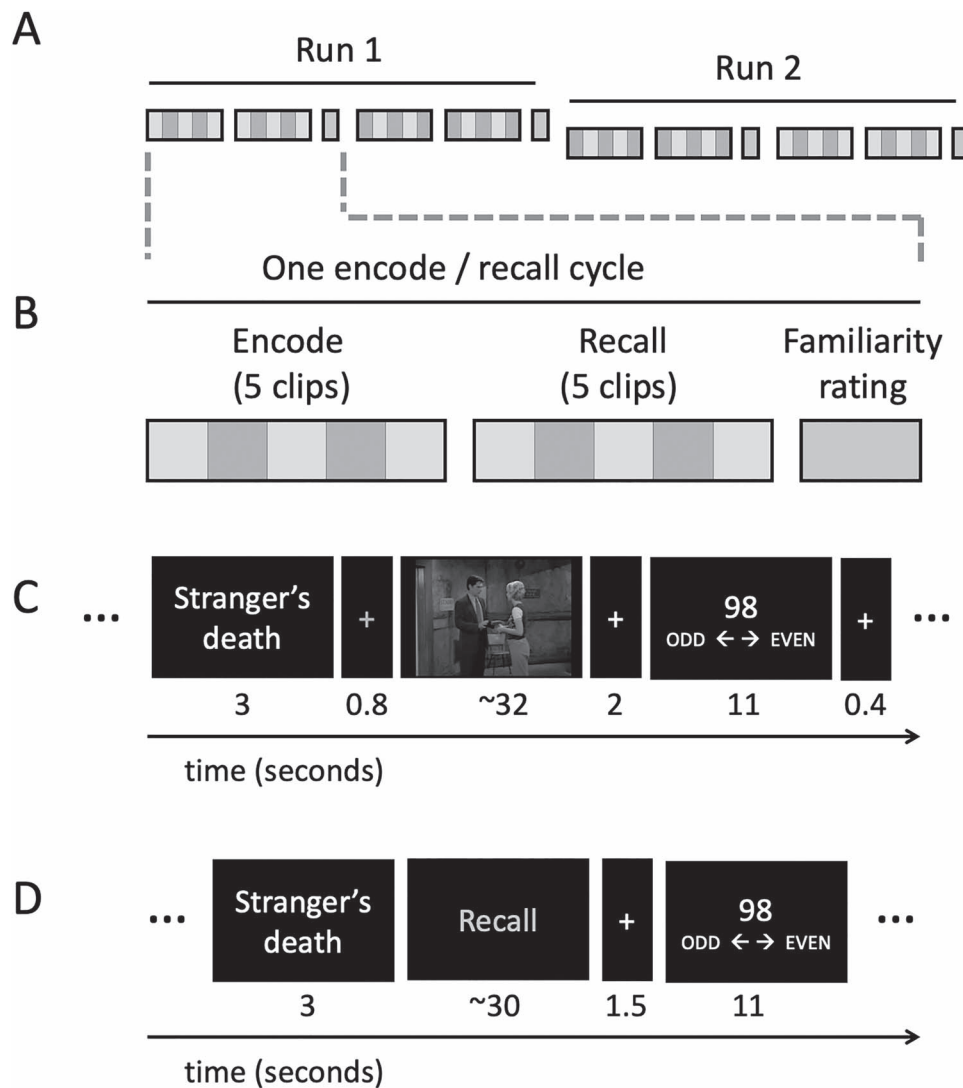 A
Run 1
Run 2
One encode / recall cycle
B
Encode
(5 clips)
Recall
(5 clips)
Familiarity
rating
C
...
Stranger's
death
+
+
98
ODD ← → EVEN
+
...
3
0.8
~32
2
11
0.4
time (seconds)
D
...
Stranger's
death
Recall
+
98
ODD ← → EVEN
...
3
~30
1.5
11
time (seconds)